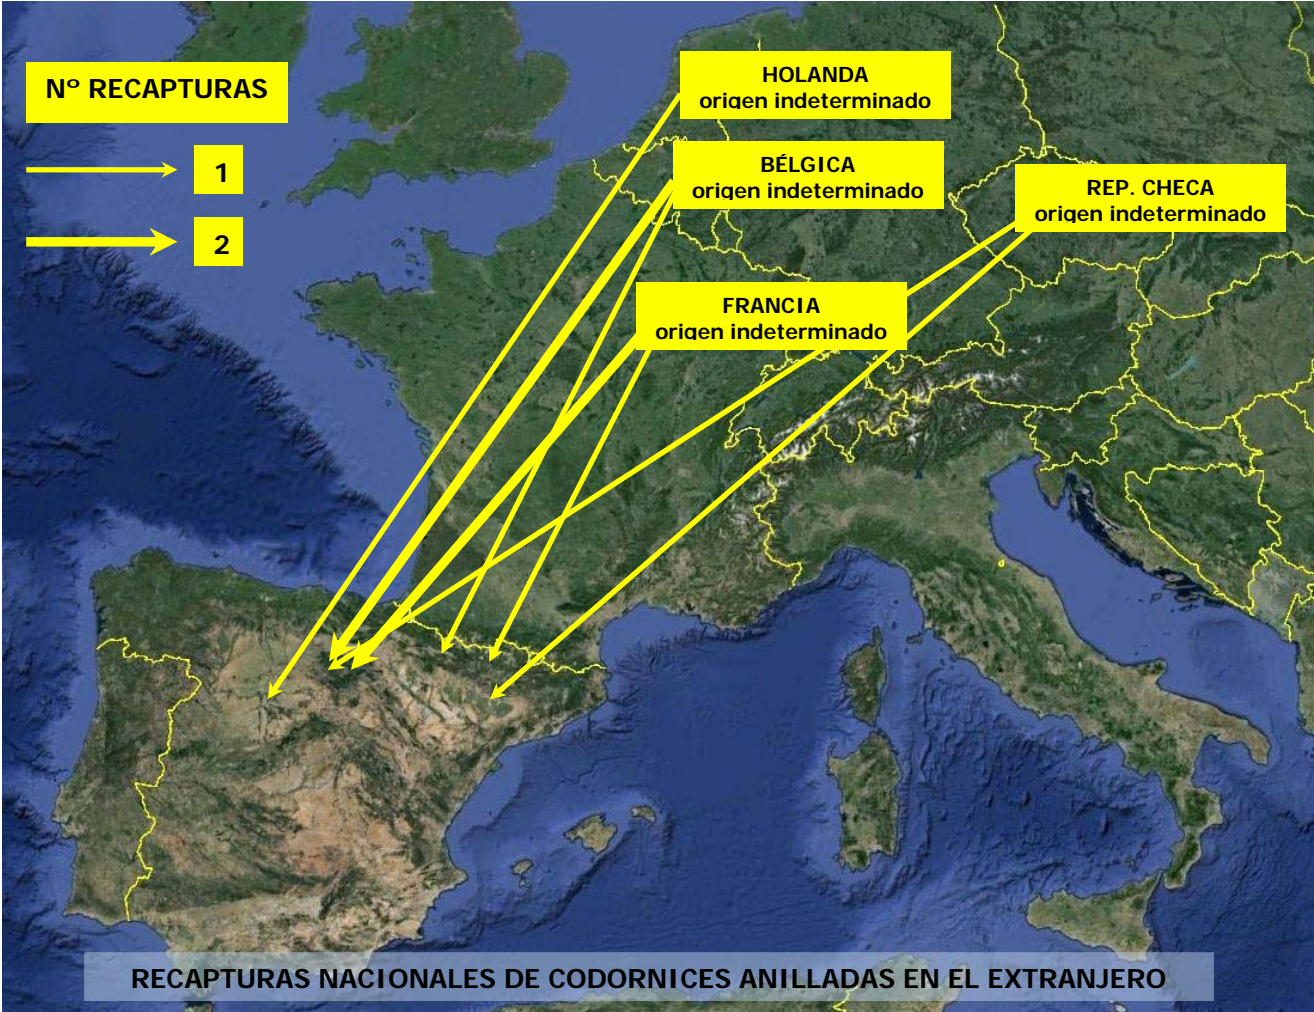 Nº RECAPTURAS
1
2
HOLANDA
origen indeterminado
BÉLGICA
origen indeterminado
REP. CHECA
origen indeterminado
FRANCIA
origen indeterminado
RECAPTURAS NACIONALES DE CODORNICES ANILLADAS EN EL EXTRANJERO